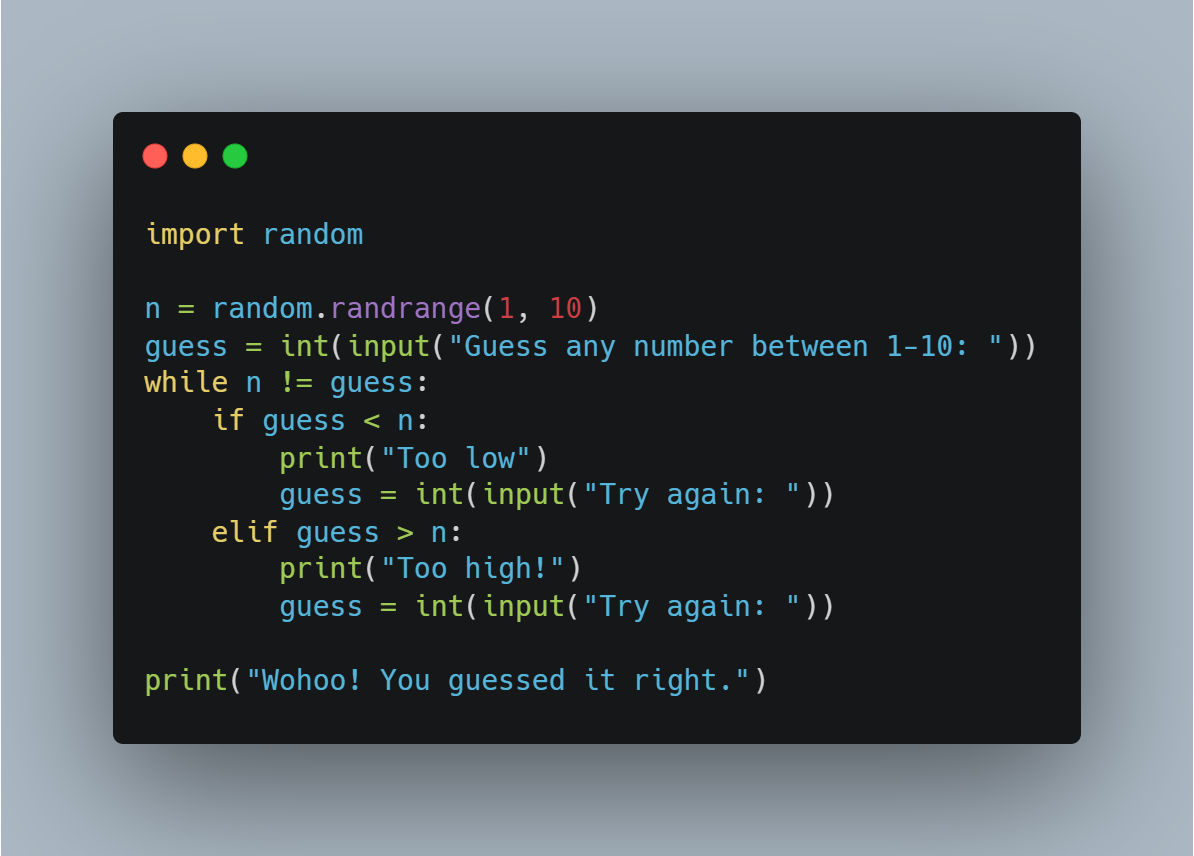 import random

n = random.randrange(1, 10)
guess = int(input("Guess any number between 1-10: "))
while n != guess:
    if guess < n:
        print("Too low")
        guess = int(input("Try again: "))
    elif guess > n:
        print("Too high!")
        guess = int(input("Try again: "))

print("Wohoo! You guessed it right.")